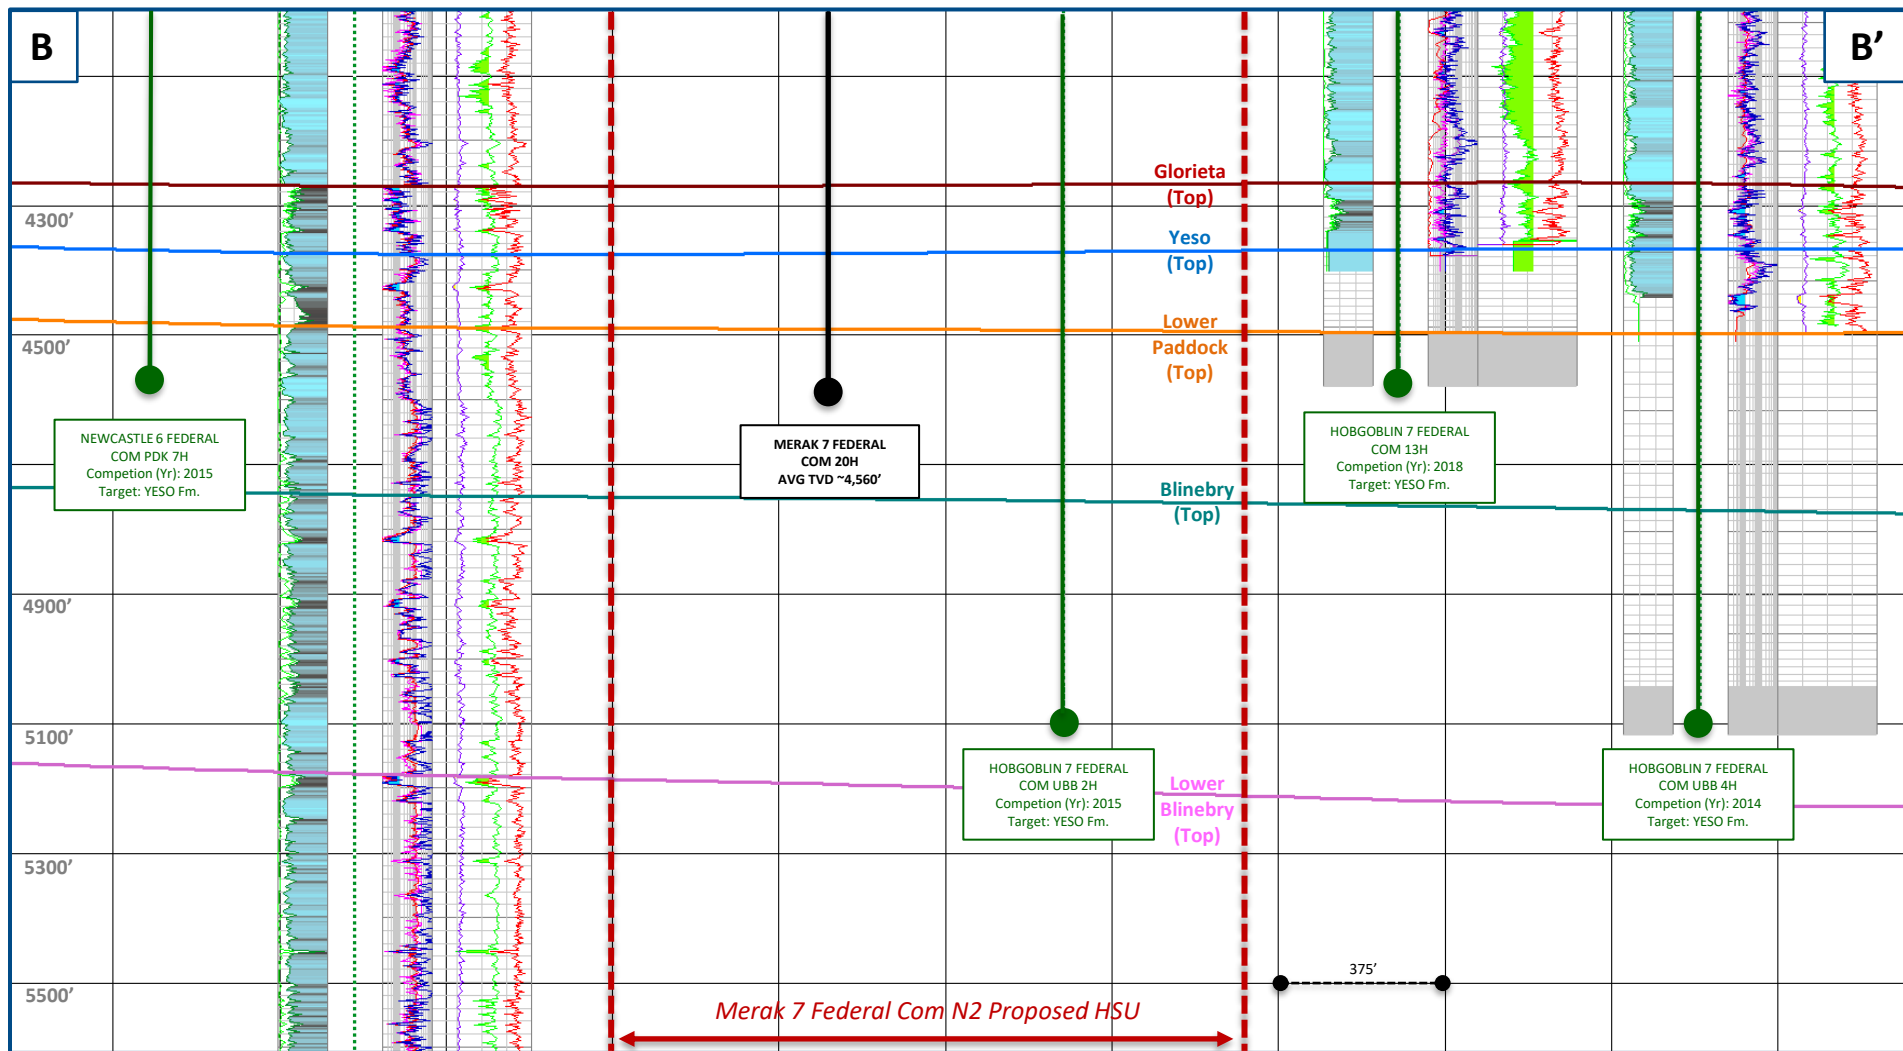 B
B’
Glorieta
(Top)
4300’
Yeso
(Top)
Lower
Paddock
(Top)
4500’
NEWCASTLE 6 FEDERAL
COM PDK 7H
Competion (Yr): 2015
Target: YESO Fm.
MERAK 7 FEDERAL
COM 20H
AVG TVD ~4,560’
HOBGOBLIN 7 FEDERAL
COM 13H
Competion (Yr): 2018
Target: YESO Fm.
Blinebry
(Top)
4900’
5100’
HOBGOBLIN 7 FEDERAL
COM UBB 2H
Competion (Yr): 2015
Target: YESO Fm.
Lower
Blinebry
(Top)
HOBGOBLIN 7 FEDERAL
COM UBB 4H
Competion (Yr): 2014
Target: YESO Fm.
5300’
375’
5500’
Merak 7 Federal Com N2 Proposed HSU